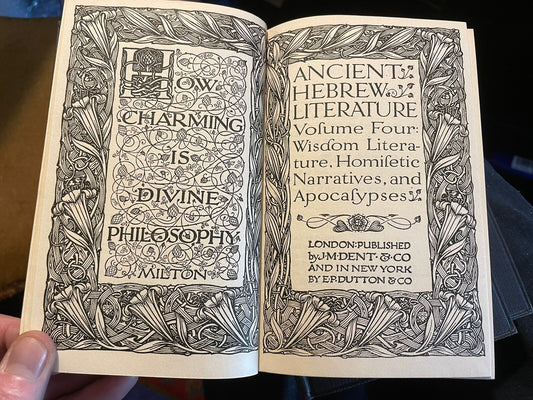 HOW
CHARMING
IS
DIVINE
PHILOSOPHY
MILTON
ANCIENT
HEBREW
LITERATURE
Volume Four:
Wisdom Litera-
ture, Homiletic
Narratives, and
Apocalypses
LONDON: PUBLISHED
by J.M. DENT & CO
AND IN NEW YORK
BY E.P. DUTTON & CO